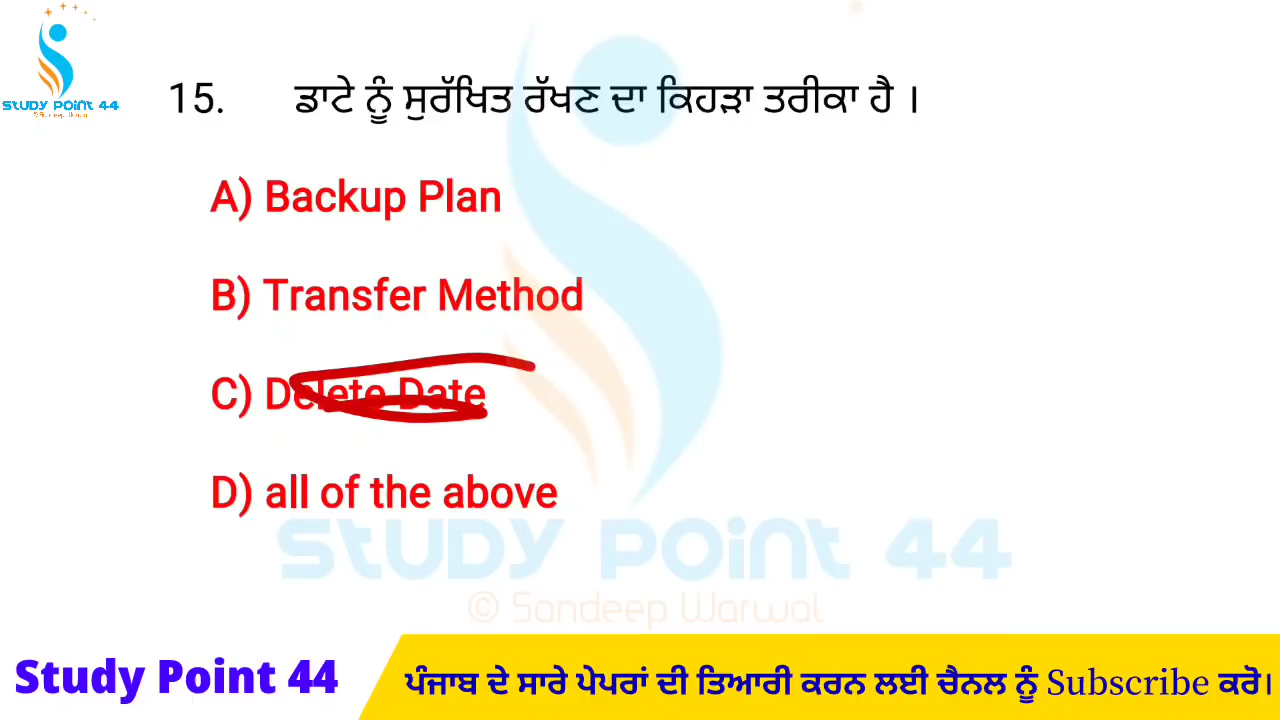 STUDY POINT 44
15. ਡਾਟੇ ਨੂੰ ਸੁਰੱਖਿਤ ਰੱਖਣ ਦਾ ਕਿਹੜਾ ਤਰੀਕਾ ਹੈ ।
A) Backup Plan
B) Transfer Method
C) Delete Date
D) all of the above
STUDY POINT 44
© Sandeep Warwal
Study Point 44
ਪੰਜਾਬ ਦੇ ਸਾਰੇ ਪੇਪਰਾਂ ਦੀ ਤਿਆਰੀ ਕਰਨ ਲਈ ਚੈਨਲ ਨੂੰ Subscribe ਕਰੋ।